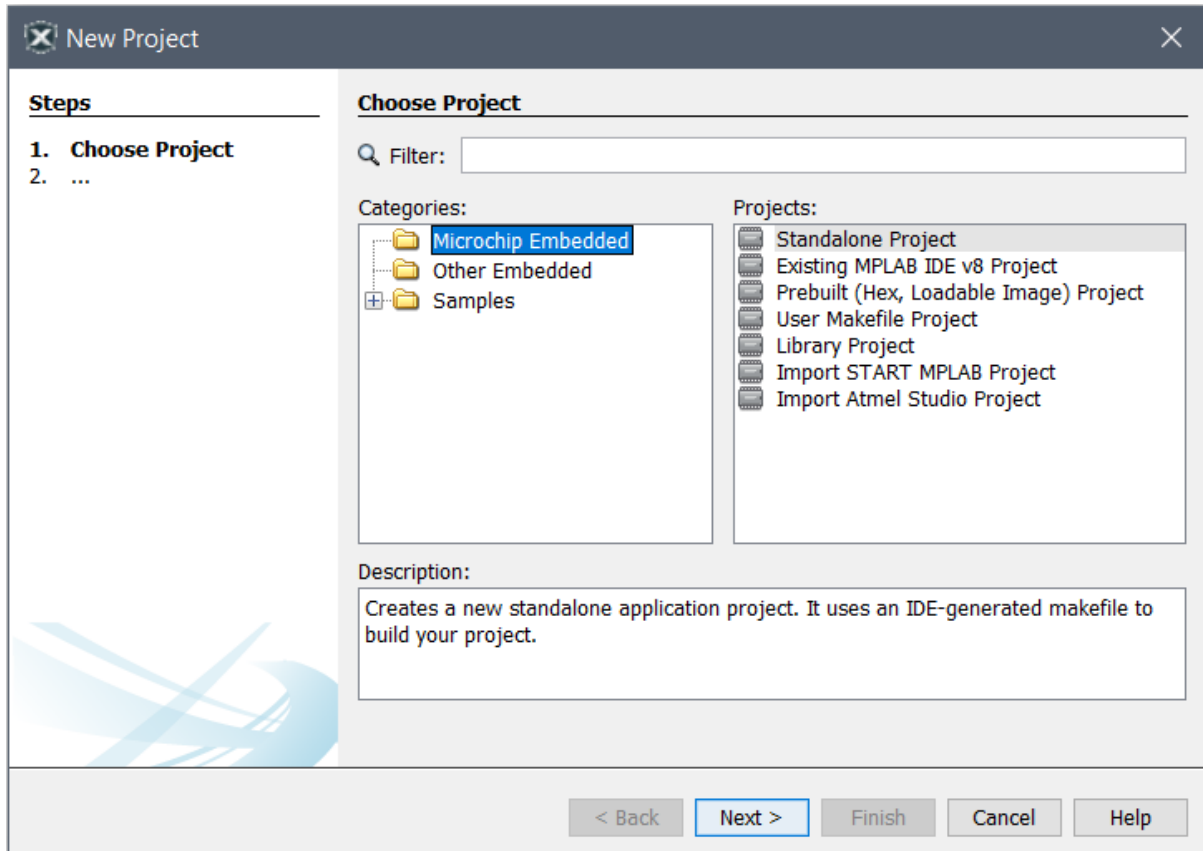 New Project
Steps
1. Choose Project
2. ...
Choose Project
Filter:
Categories:
Microchip Embedded
Other Embedded
Samples
Projects:
Standalone Project
Existing MPLAB IDE v8 Project
Prebuilt (Hex, Loadable Image) Project
User Makefile Project
Library Project
Import START MPLAB Project
Import Atmel Studio Project
Description:
Creates a new standalone application project. It uses an IDE-generated makefile to
build your project.
< Back Next > Finish Cancel Help